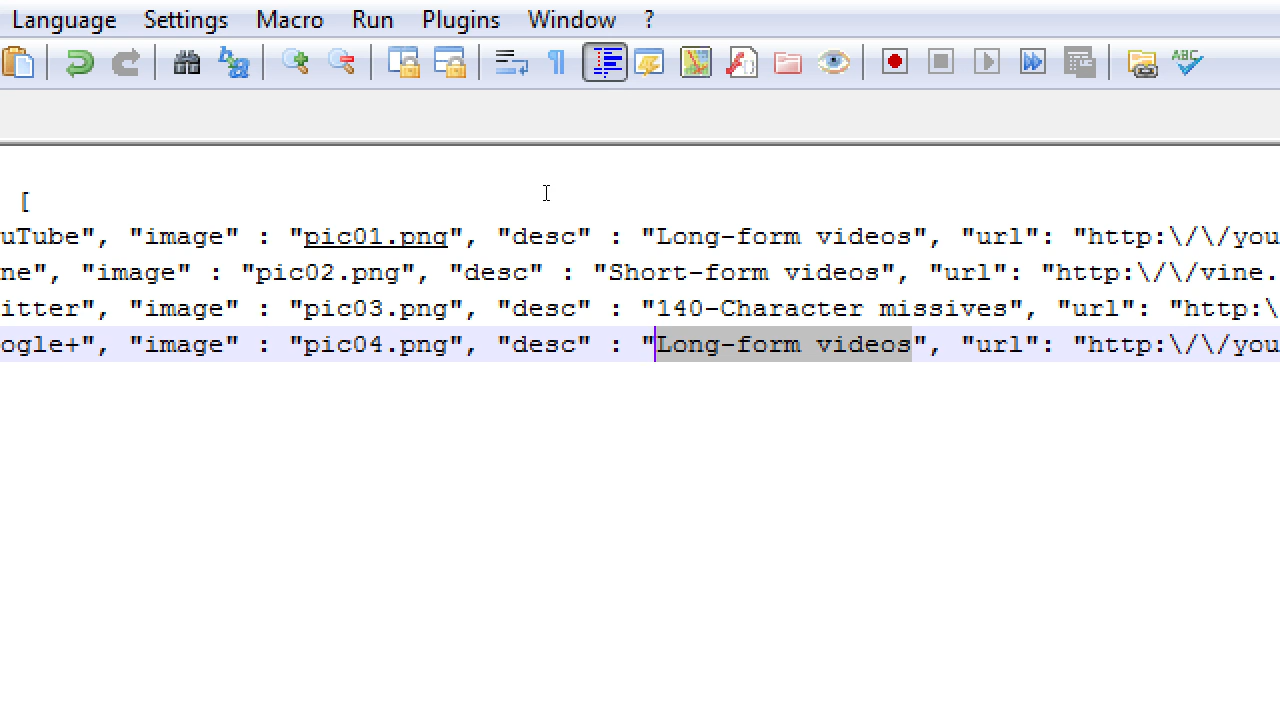 Language Settings Macro Run Plugins Window ?
ABC
[
uTube", "image" : "pic01.png", "desc" : "Long-form videos", "url": "http:\/\/you
ne", "image" : "pic02.png", "desc" : "Short-form videos", "url": "http:\/\/vine.
itter", "image" : "pic03.png", "desc" : "140-Character missives", "url": "http:\
ogle+", "image" : "pic04.png", "desc" : "Long-form videos", "url": "http:\/\/you